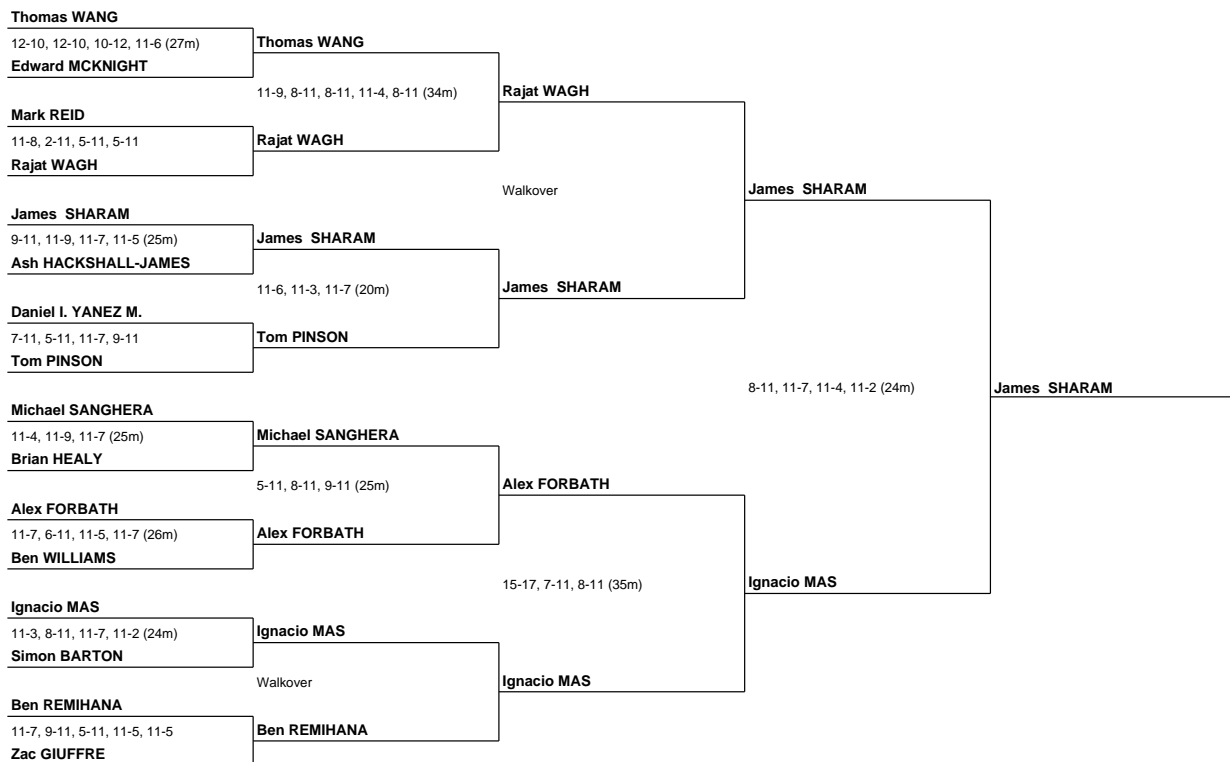 Thomas WANG
12-10, 12-10, 10-12, 11-6 (27m)
Edward MCKNIGHT
Mark REID
11-8, 2-11, 5-11, 5-11
Rajat WAGH
James  SHARAM
9-11, 11-9, 11-7, 11-5 (25m)
Ash HACKSHALL-JAMES
Daniel I. YANEZ M.
7-11, 5-11, 11-7, 9-11
Tom PINSON
Michael SANGHERA
11-4, 11-9, 11-7 (25m)
Brian HEALY
Alex FORBATH
11-7, 6-11, 11-5, 11-7 (26m)
Ben WILLIAMS
Ignacio MAS
11-3, 8-11, 11-7, 11-2 (24m)
Simon BARTON
Ben REMIHANA
11-7, 9-11, 5-11, 11-5, 11-5
Zac GIUFFRE
Thomas WANG
11-9, 8-11, 8-11, 11-4, 8-11 (34m)
Rajat WAGH
James  SHARAM
11-6, 11-3, 11-7 (20m)
Tom PINSON
Michael SANGHERA
5-11, 8-11, 9-11 (25m)
Alex FORBATH
Ignacio MAS
Walkover
Ben REMIHANA
Rajat WAGH
Walkover
James  SHARAM
Alex FORBATH
15-17, 7-11, 8-11 (35m)
Ignacio MAS
James  SHARAM
8-11, 11-7, 11-4, 11-2 (24m)
Ignacio MAS
James  SHARAM